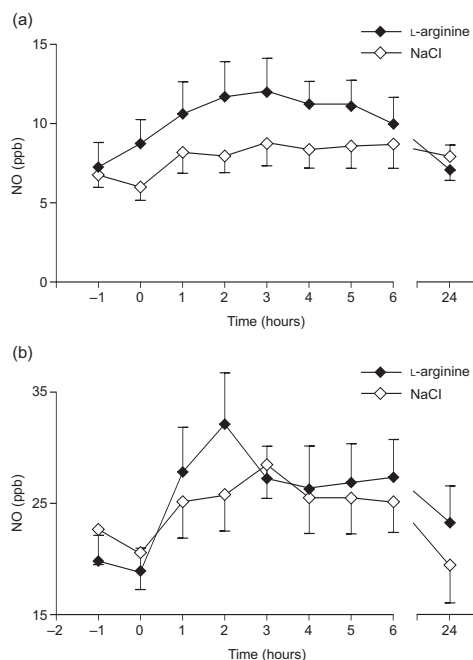 (a)
15
10
5
0
NO (ppb)
L-arginine
NaCl
–2 –1 0 1 2 3 4 5 6 24
Time (hours)
(b)
35
25
15
NO (ppb)
L-arginine
NaCl
–2 –1 0 1 2 3 4 5 6 24
Time (hours)